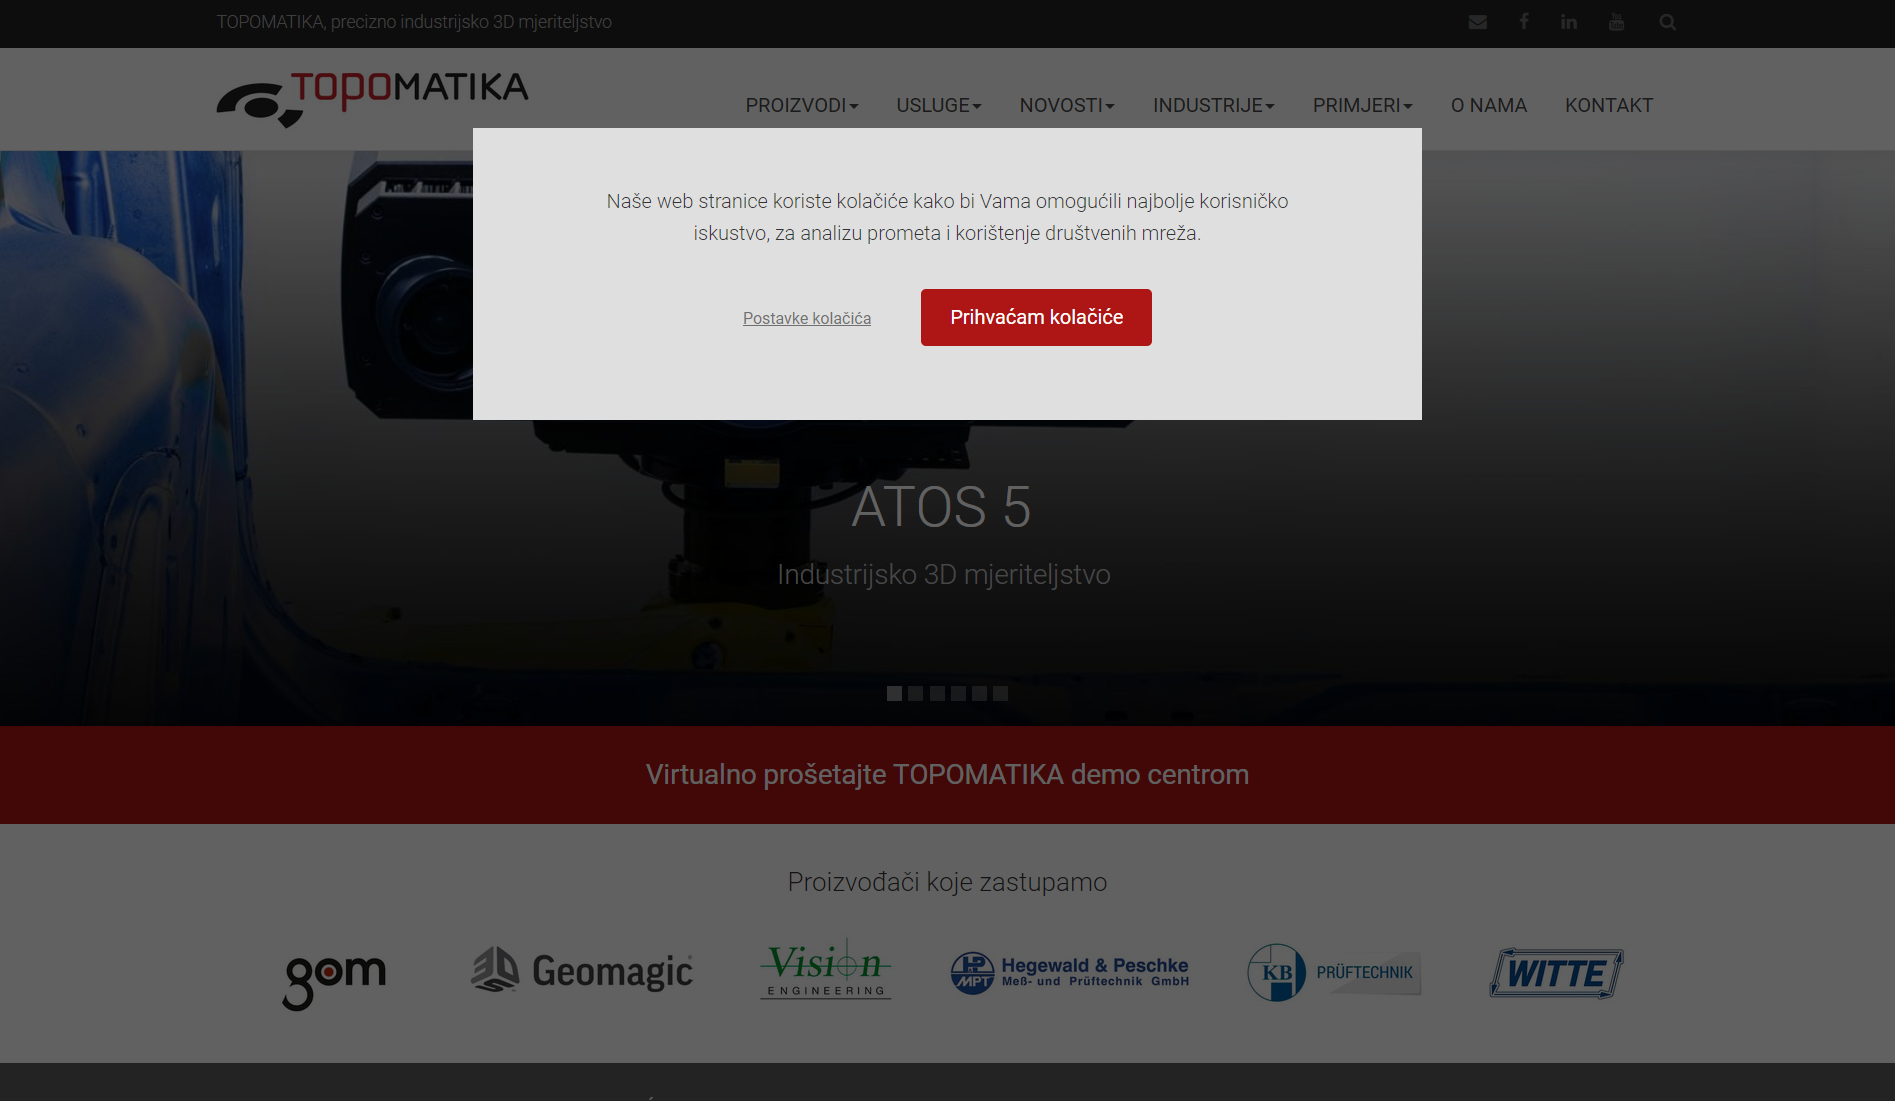 TOPOMATIKA, precizno industrijsko 3D mjeriteljstvo
TOPOMATIKA
PROIZVODI
USLUGE
NOVOSTI
INDUSTRIJE
PRIMJERI
O NAMA
KONTAKT
Naše web stranice koriste kolačiće kako bi Vama omogućili najbolje korisničko
iskustvo, za analizu prometa i korištenje društvenih mreža.
Postavke kolačića
Prihvaćam kolačiće
ATOS 5
Industrijsko 3D mjeriteljstvo
Virtualno prošetajte TOPOMATIKA demo centrom
Proizvođači koje zastupamo
gom
3D Geomagic
Vision
ENGINEERING
HP MPT
Hegewald & Peschke
Meß- und Prüftechnik GmbH
KB PRÜFTECHNIK
WITTE